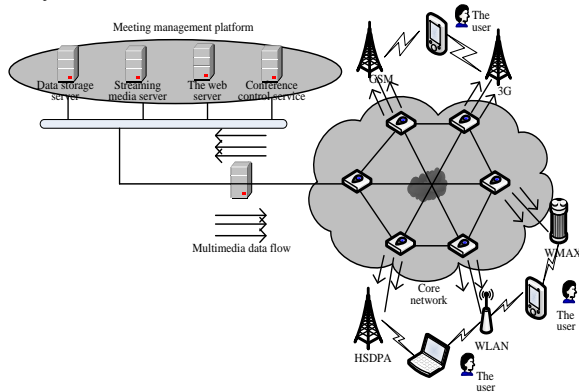 Meeting management platform
Data storage
server
Streaming
media server
The web
server
Conference
control service
Multimedia data flow
GSM
The
user
3G
WMAX
Core
network
The
user
WLAN
HSDPA
The
user